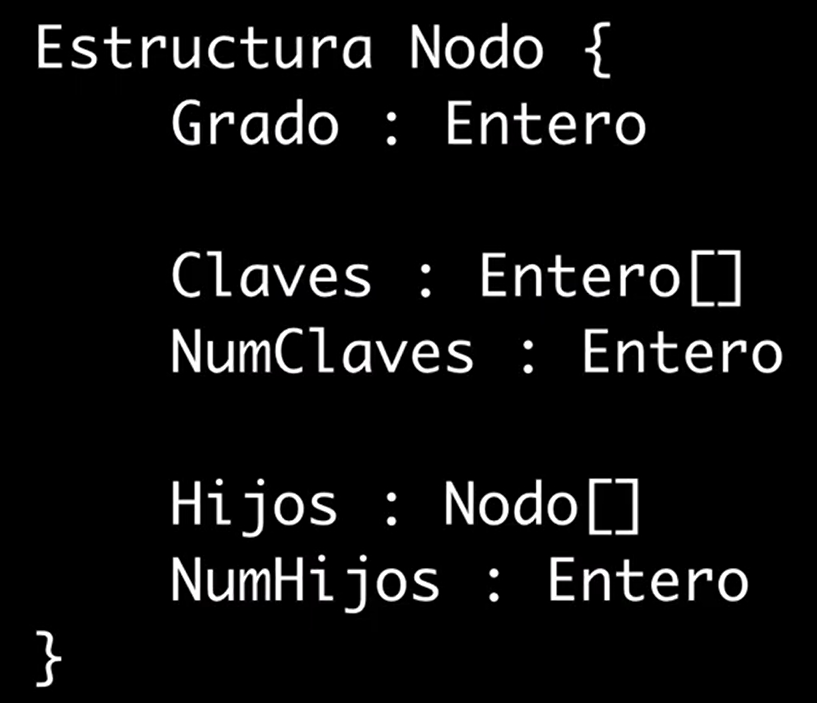 Estructura Nodo {
Grado : Entero
Claves : Entero[]
NumClaves : Entero
Hijos : Nodo[]
NumHijos : Entero
}